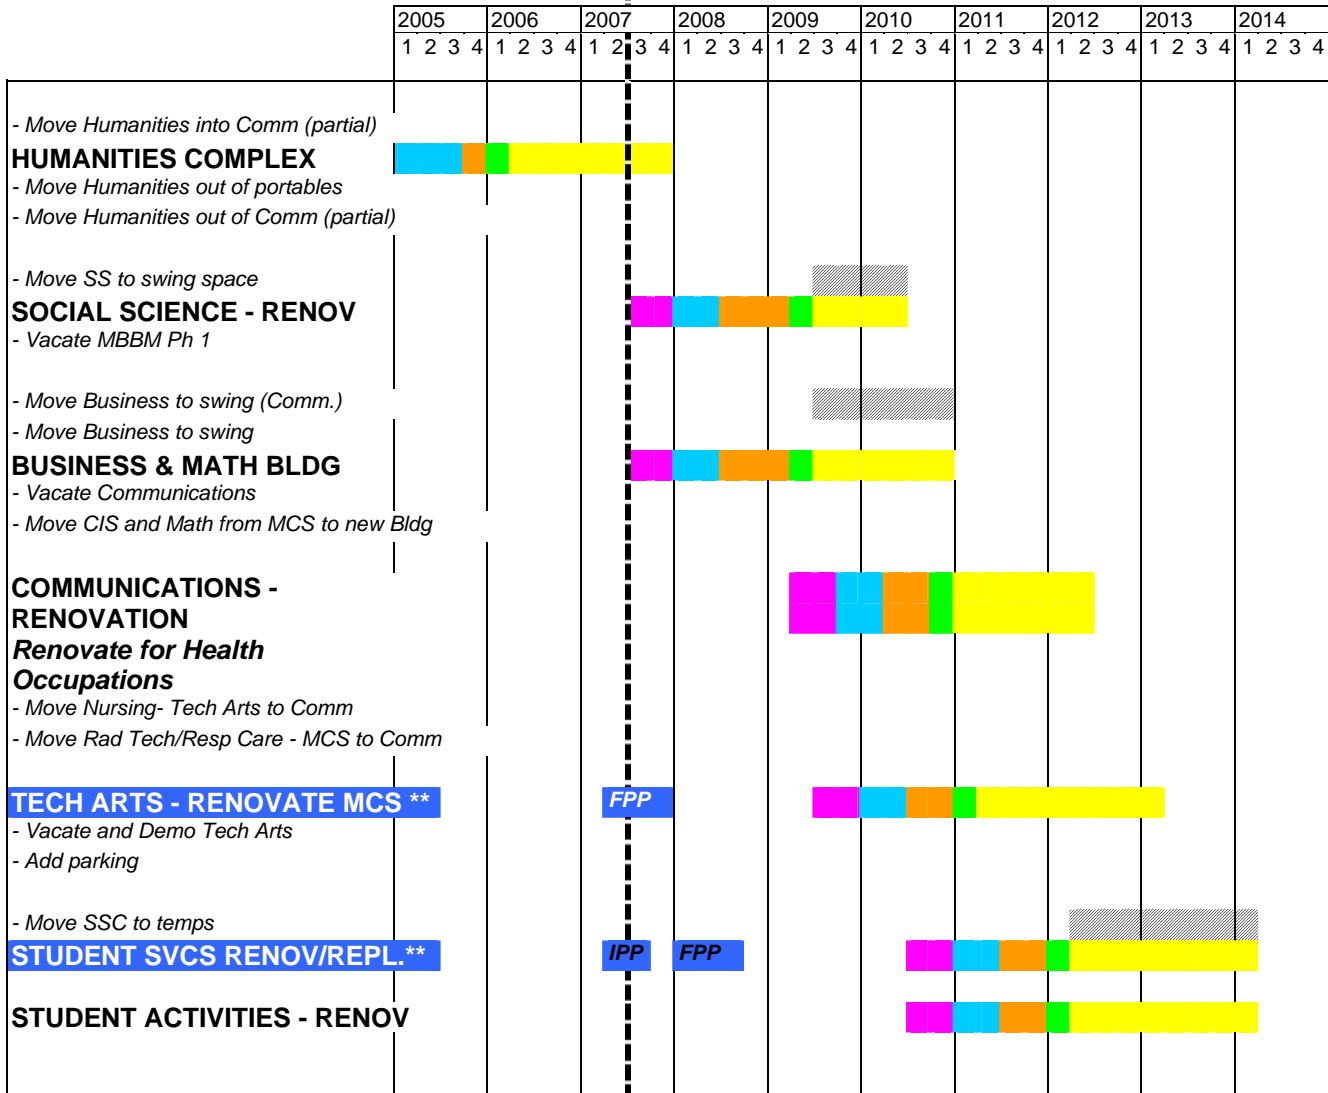 2005 2006 2007 2008 2009 2010 2011 2012 2013 2014
1 2 3 4 1 2 3 4 1 2 3 4 1 2 3 4 1 2 3 4 1 2 3 4 1 2 3 4 1 2 3 4 1 2 3 4 1 2 3 4
- Move Humanities into Comm (partial)
HUMANITIES COMPLEX
- Move Humanities out of portables
- Move Humanities out of Comm (partial)
- Move SS to swing space
SOCIAL SCIENCE - RENOV
- Vacate MBBM Ph 1
- Move Business to swing (Comm.)
- Move Business to swing
BUSINESS & MATH BLDG
- Vacate Communications
- Move CIS and Math from MCS to new Bldg
COMMUNICATIONS -
RENOVATION
Renovate for Health
Occupations
- Move Nursing- Tech Arts to Comm
- Move Rad Tech/Resp Care - MCS to Comm
TECH ARTS - RENOVATE MCS ** FPP
- Vacate and Demo Tech Arts
- Add parking
- Move SSC to temps
STUDENT SVCS RENOV/REPL.** IPP FPP
STUDENT ACTIVITIES - RENOV